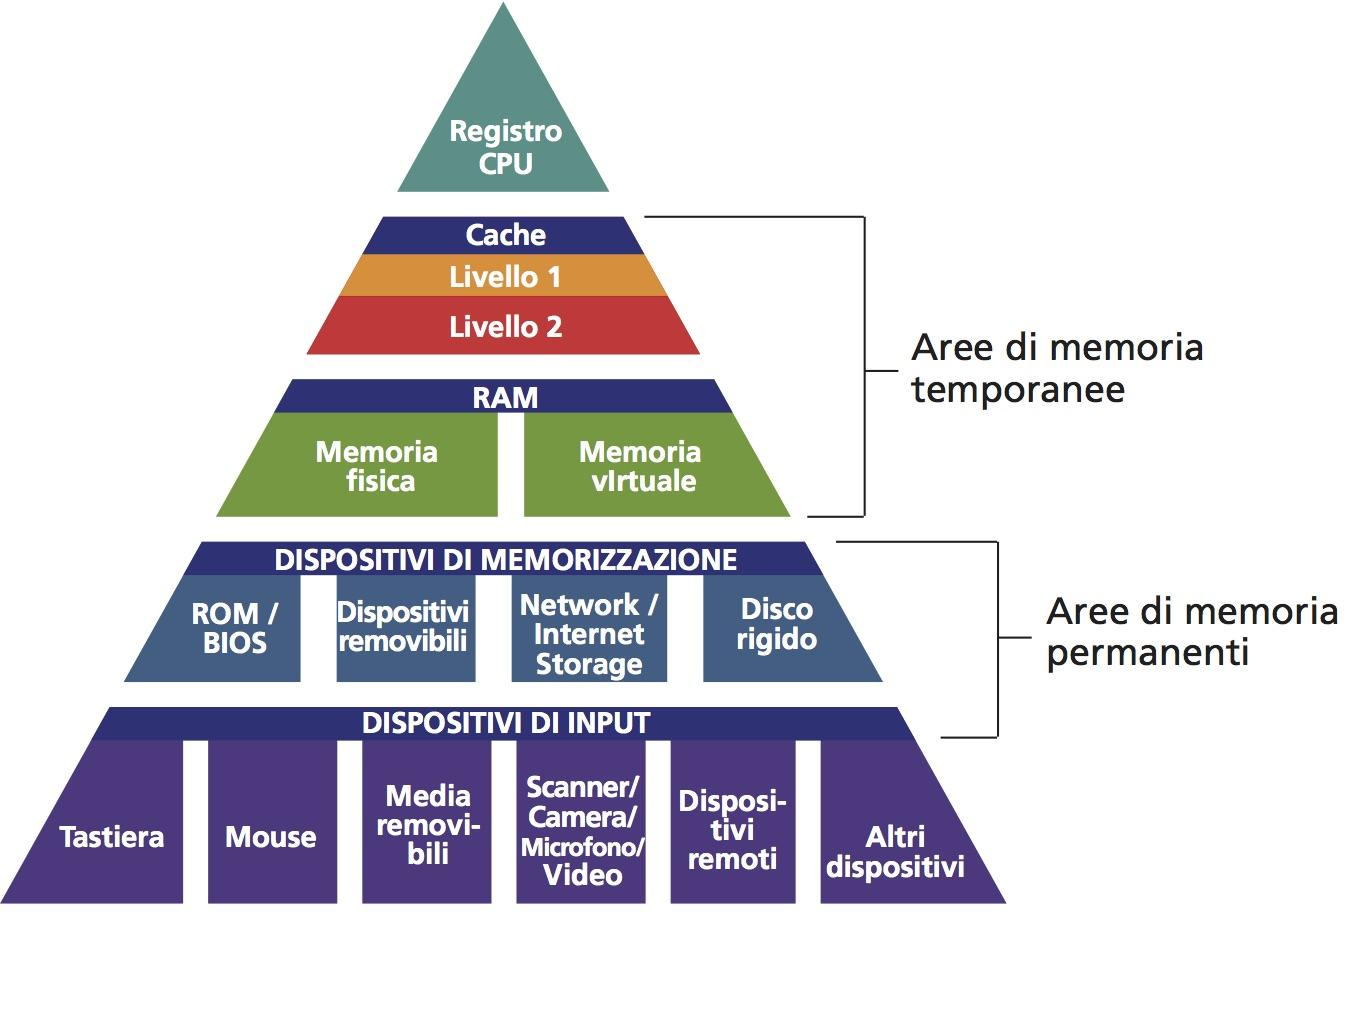 Registro
CPU
Cache
Livello 1
Livello 2
RAM
Memoria
fisica
Memoria
vIrtuale
Aree di memoria
temporanee
DISPOSITIVI DI MEMORIZZAZIONE
ROM /
BIOS
Dispositivi
removibili
Network /
Internet
Storage
Disco
rigido
Aree di memoria
permanenti
DISPOSITIVI DI INPUT
Tastiera
Mouse
Media
removi-
bili
Scanner/
Camera/
Microfono/
Video
Disposi-
tivi
remoti
Altri
dispositivi